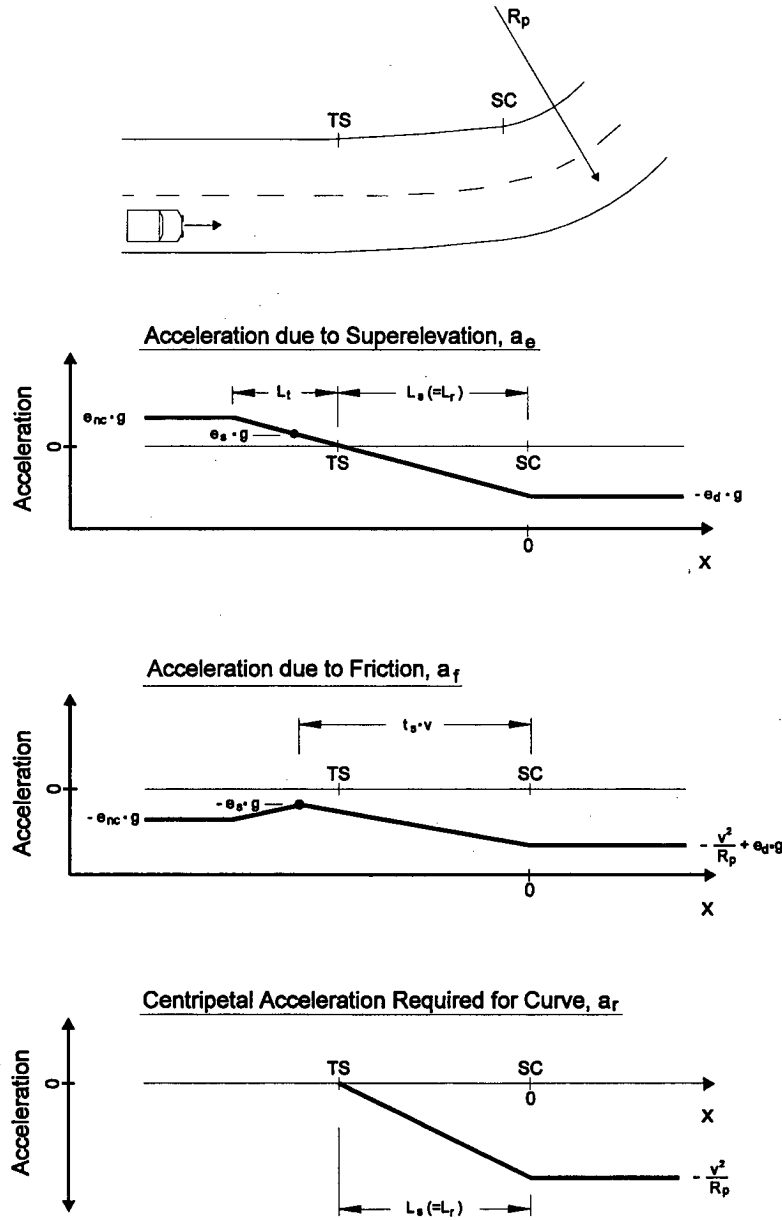 Rp
SC
TS
Acceleration due to Superelevation, ae
Lt
Ls (=Lr)
enc • g
es • g
0
TS
SC
- ed • g
Acceleration
0
X
Acceleration due to Friction, af
ts • v
TS
SC
0
- es • g
- enc • g
- v²/Rp + ed • g
Acceleration
0
X
Centripetal Acceleration Required for Curve, ar
TS
SC
0
0
X
Acceleration
- v²/Rp
Ls (=Lr)